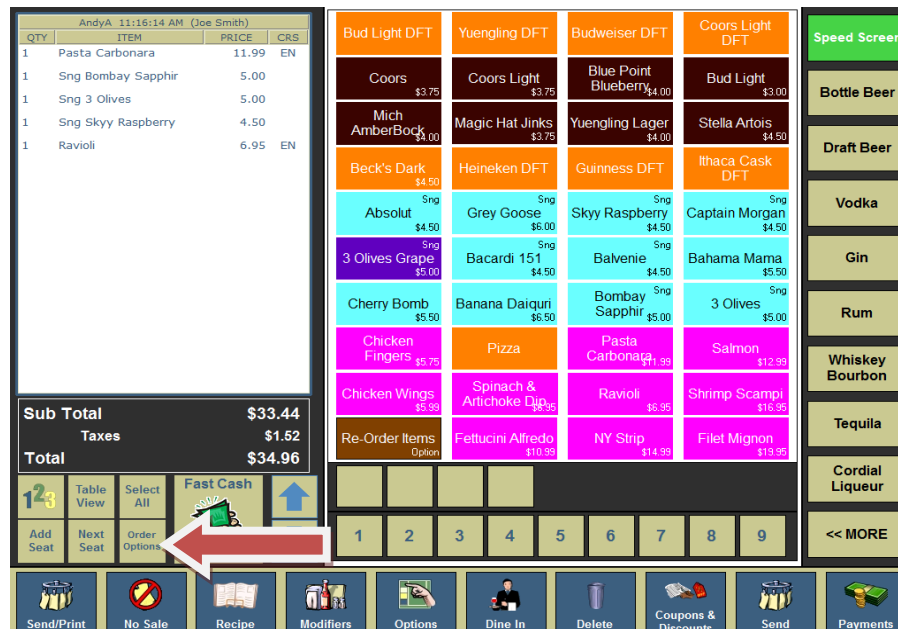 AndyA 11:16:14 AM (Joe Smith)
QTY ITEM PRICE CRS
1 Pasta Carbonara 11.99 EN
1 Sng Bombay Sapphir 5.00
1 Sng 3 Olives 5.00
1 Sng Skyy Raspberry 4.50
1 Ravioli 6.95 EN
Sub Total $33.44
Taxes $1.52
Total $34.96
123
Table
View
Select
All
Fast Cash
Add
Seat
Next
Seat
Order
Options
Bud Light DFT
Yuengling DFT
Budweiser DFT
Coors Light
DFT
Coors
$3.75
Coors Light
$3.75
Blue Point
Blueberry
$4.00
Bud Light
$3.00
Mich
AmberBock
$4.00
Magic Hat Jinks
$3.75
Yuengling Lager
$4.00
Stella Artois
$4.50
Beck's Dark
$4.50
Heineken DFT
Guinness DFT
Ithaca Cask
DFT
Sng
Absolut
$4.50
Sng
Grey Goose
$6.00
Sng
Skyy Raspberry
$4.50
Sng
Captain Morgan
$4.50
Sng
3 Olives Grape
$5.00
Sng
Bacardi 151
$4.50
Sng
Balvenie
$4.50
Bahama Mama
$5.50
Cherry Bomb
$5.50
Banana Daiquri
$6.50
Sng
Bombay
Sapphir
$5.00
Sng
3 Olives
$5.00
Chicken
Fingers
$5.75
Pizza
Pasta
Carbonara
$11.99
Salmon
$12.99
Chicken Wings
$5.99
Spinach &
Artichoke Dip
$8.95
Ravioli
$6.95
Shrimp Scampi
$16.95
Re-Order Items
Option
Fettucini Alfredo
$10.99
NY Strip
$14.99
Filet Mignon
$19.95
1 2 3 4 5 6 7 8 9
Speed Screen
Bottle Beer
Draft Beer
Vodka
Gin
Rum
Whiskey
Bourbon
Tequila
Cordial
Liqueur
<< MORE
Send/Print
No Sale
Recipe
Modifiers
Options
Dine In
Delete
Coupons &
Discounts
Send
Payments